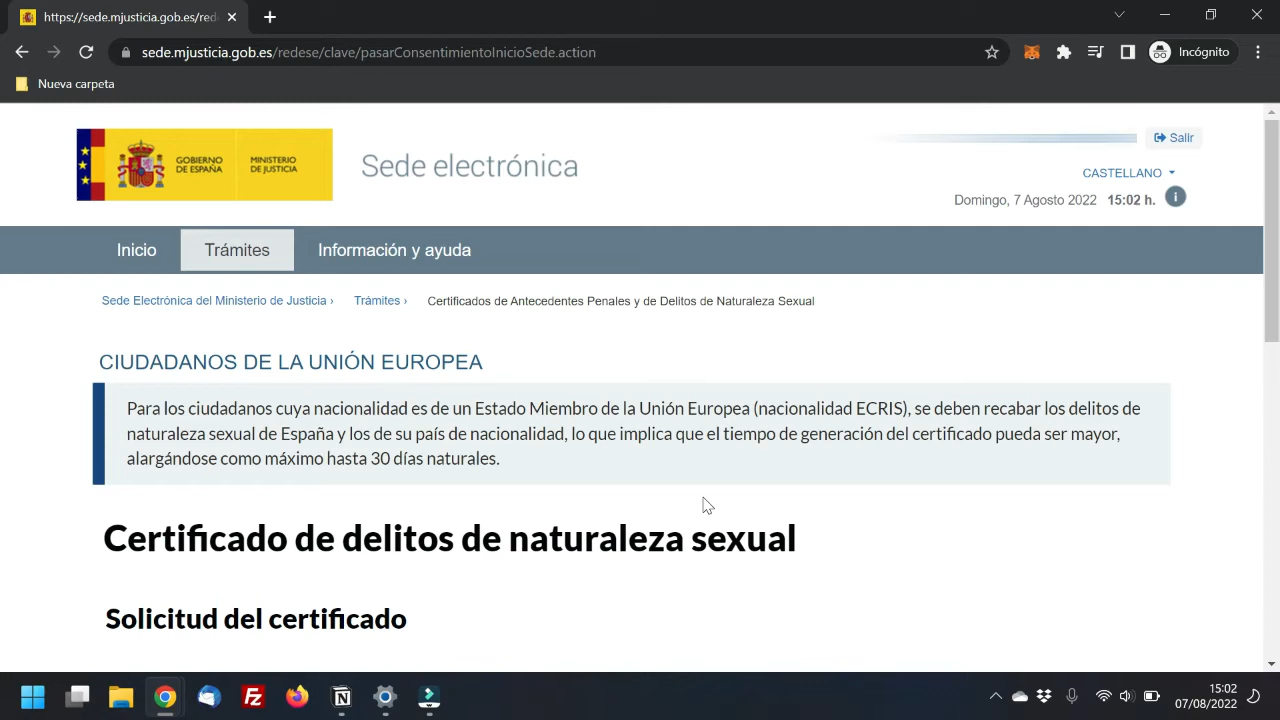 https://sede.mjusticia.gob.es/rede
sede.mjusticia.gob.es/redese/clave/pasarConsentimientoInicioSede.action
Incógnito
Nueva carpeta
GOBIERNO DE ESPAÑA
MINISTERIO DE JUSTICIA
Sede electrónica
Salir
CASTELLANO
Domingo, 7 Agosto 2022 15:02 h.
i
Inicio Trámites Información y ayuda
Sede Electrónica del Ministerio de Justicia › Trámites › Certificados de Antecedentes Penales y de Delitos de Naturaleza Sexual
CIUDADANOS DE LA UNIÓN EUROPEA
Para los ciudadanos cuya nacionalidad es de un Estado Miembro de la Unión Europea (nacionalidad ECRIS), se deben recabar los delitos de
naturaleza sexual de España y los de su país de nacionalidad, lo que implica que el tiempo de generación del certificado pueda ser mayor,
alargándose como máximo hasta 30 días naturales.
Certificado de delitos de naturaleza sexual
Solicitud del certificado
Fz
N
15:02
07/08/2022